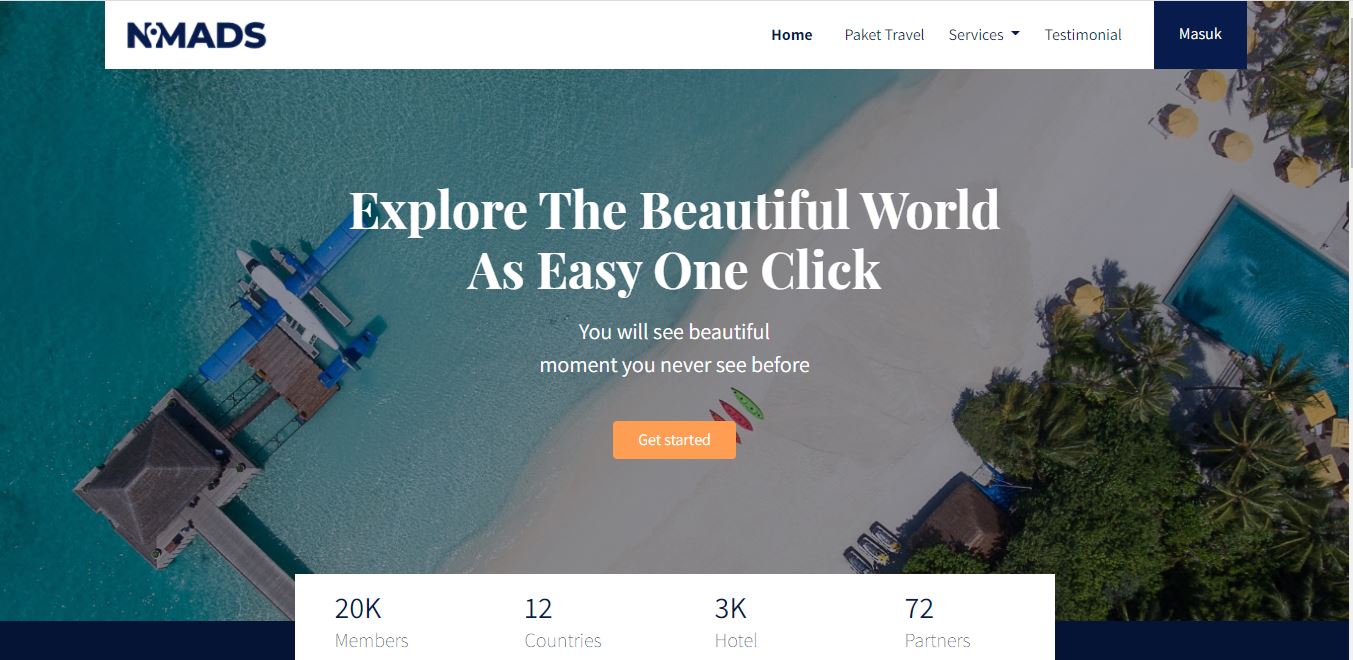 NOMADS
Home Paket Travel Services Testimonial Masuk
Explore The Beautiful World
As Easy One Click
You will see beautiful
moment you never see before
Get started
20K 12 3K 72
Members Countries Hotel Partners